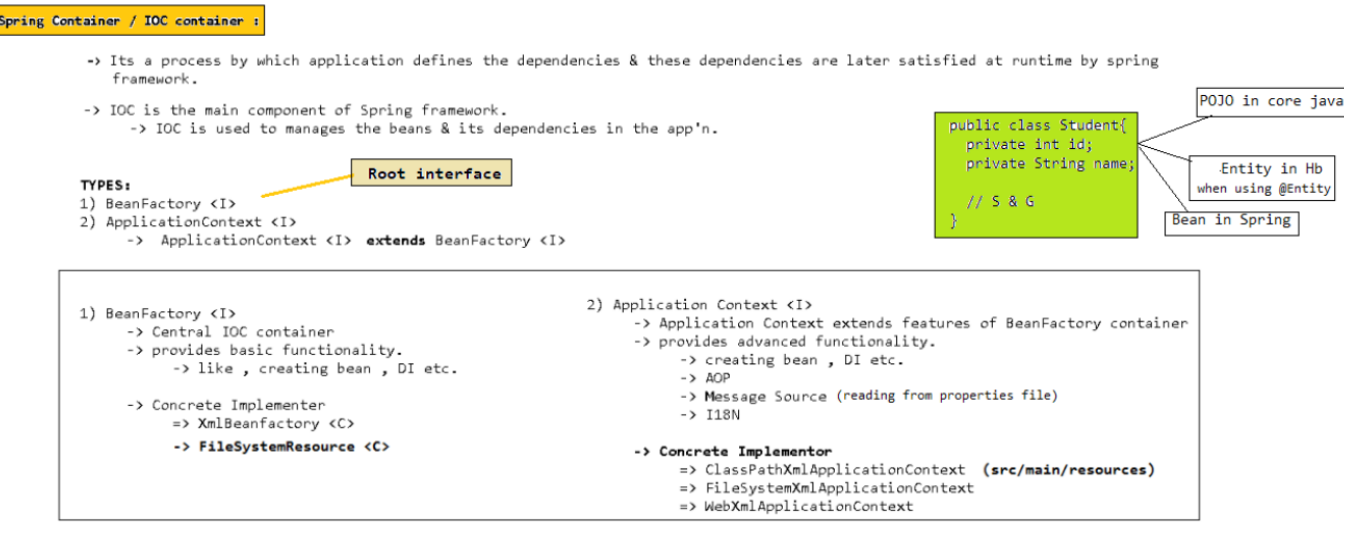 Spring Container / IOC container :
-> Its a process by which application defines the dependencies & these dependencies are later satisfied at runtime by spring
framework.
-> IOC is the main component of Spring framework.
-> IOC is used to manages the beans & its dependencies in the app'n.
POJO in core java
public class Student{
private int id;
private String name;
// S & G
}
Entity in Hb
when using @Entity
Bean in Spring
Root interface
TYPES:
1) BeanFactory <I>
2) ApplicationContext <I>
-> ApplicationContext <I> extends BeanFactory <I>
1) BeanFactory <I>
-> Central IOC container
-> provides basic functionality.
-> like , creating bean , DI etc.
-> Concrete Implementer
=> XmlBeanfactory <C>
-> FileSystemResource <C>
2) Application Context <I>
-> Application Context extends features of BeanFactory container
-> provides advanced functionality.
-> creating bean , DI etc.
-> AOP
-> Message Source (reading from properties file)
-> I18N
-> Concrete Implementor
=> ClassPathXmlApplicationContext (src/main/resources)
=> FileSystemXmlApplicationContext
=> WebXmlApplicationContext